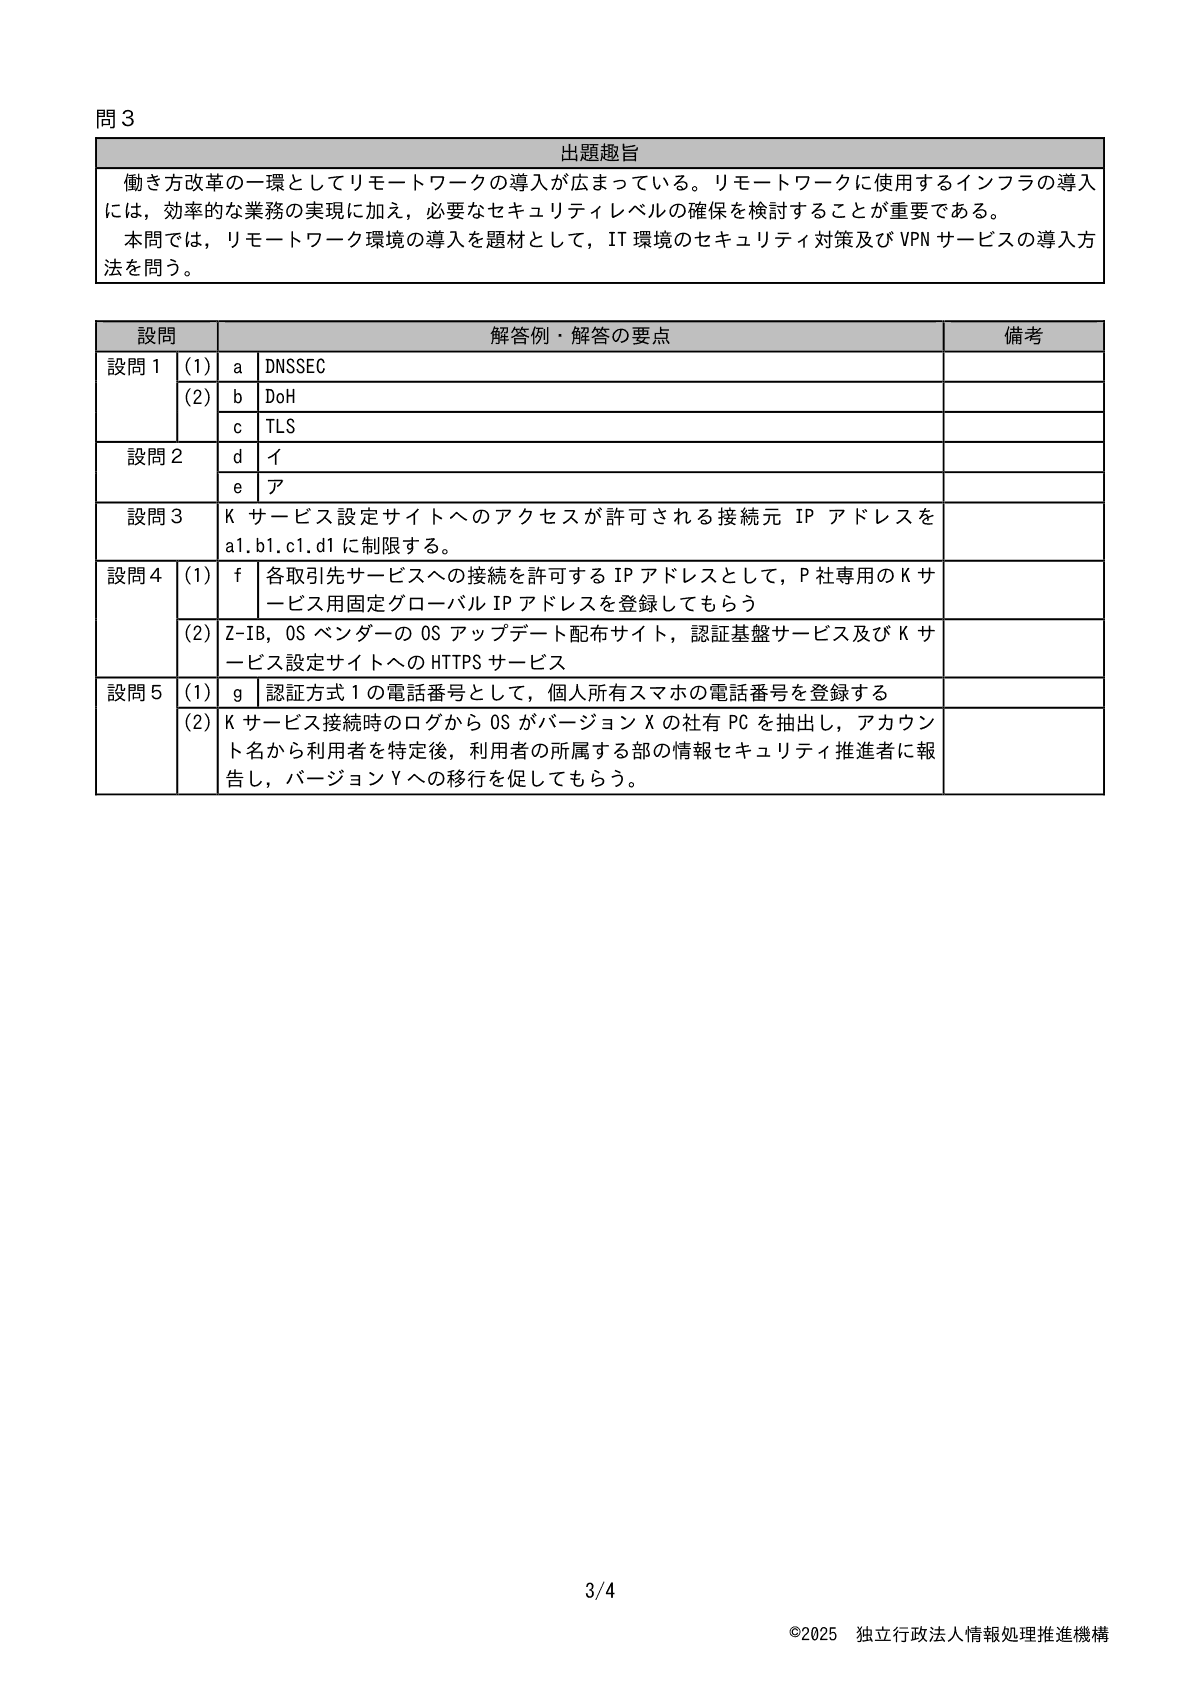 問3
出題趣旨
働き方改革の一環としてリモートワークの導入が広まっている。リモートワークに使用するインフラの導入
には，効率的な業務の実現に加え，必要なセキュリティレベルの確保を検討することが重要である。
本問では，リモートワーク環境の導入を題材として，IT 環境のセキュリティ対策及び VPN サービスの導入方
法を問う。
設問 解答例・解答の要点 備考
設問1 (1) a DNSSEC
(2) b DoH
c TLS
設問2 d イ
e ア
設問3 K サービス設定サイトへのアクセスが許可される接続元 IP アドレスを
a1.b1.c1.d1 に制限する。
設問4 (1) f 各取引先サービスへの接続を許可する IP アドレスとして，P 社専用の K サ
ービス用固定グローバル IP アドレスを登録してもらう
(2) Z-IB，OS ベンダーの OS アップデート配布サイト，認証基盤サービス及び K サ
ービス設定サイトへの HTTPS サービス
設問5 (1) g 認証方式 1 の電話番号として，個人所有スマホの電話番号を登録する
(2) K サービス接続時のログから OS がバージョン X の社有 PC を抽出し，アカウン
ト名から利用者を特定後，利用者の所属する部の情報セキュリティ推進者に報
告し，バージョン Y への移行を促してもらう。
3/4
©2025 独立行政法人情報処理推進機構